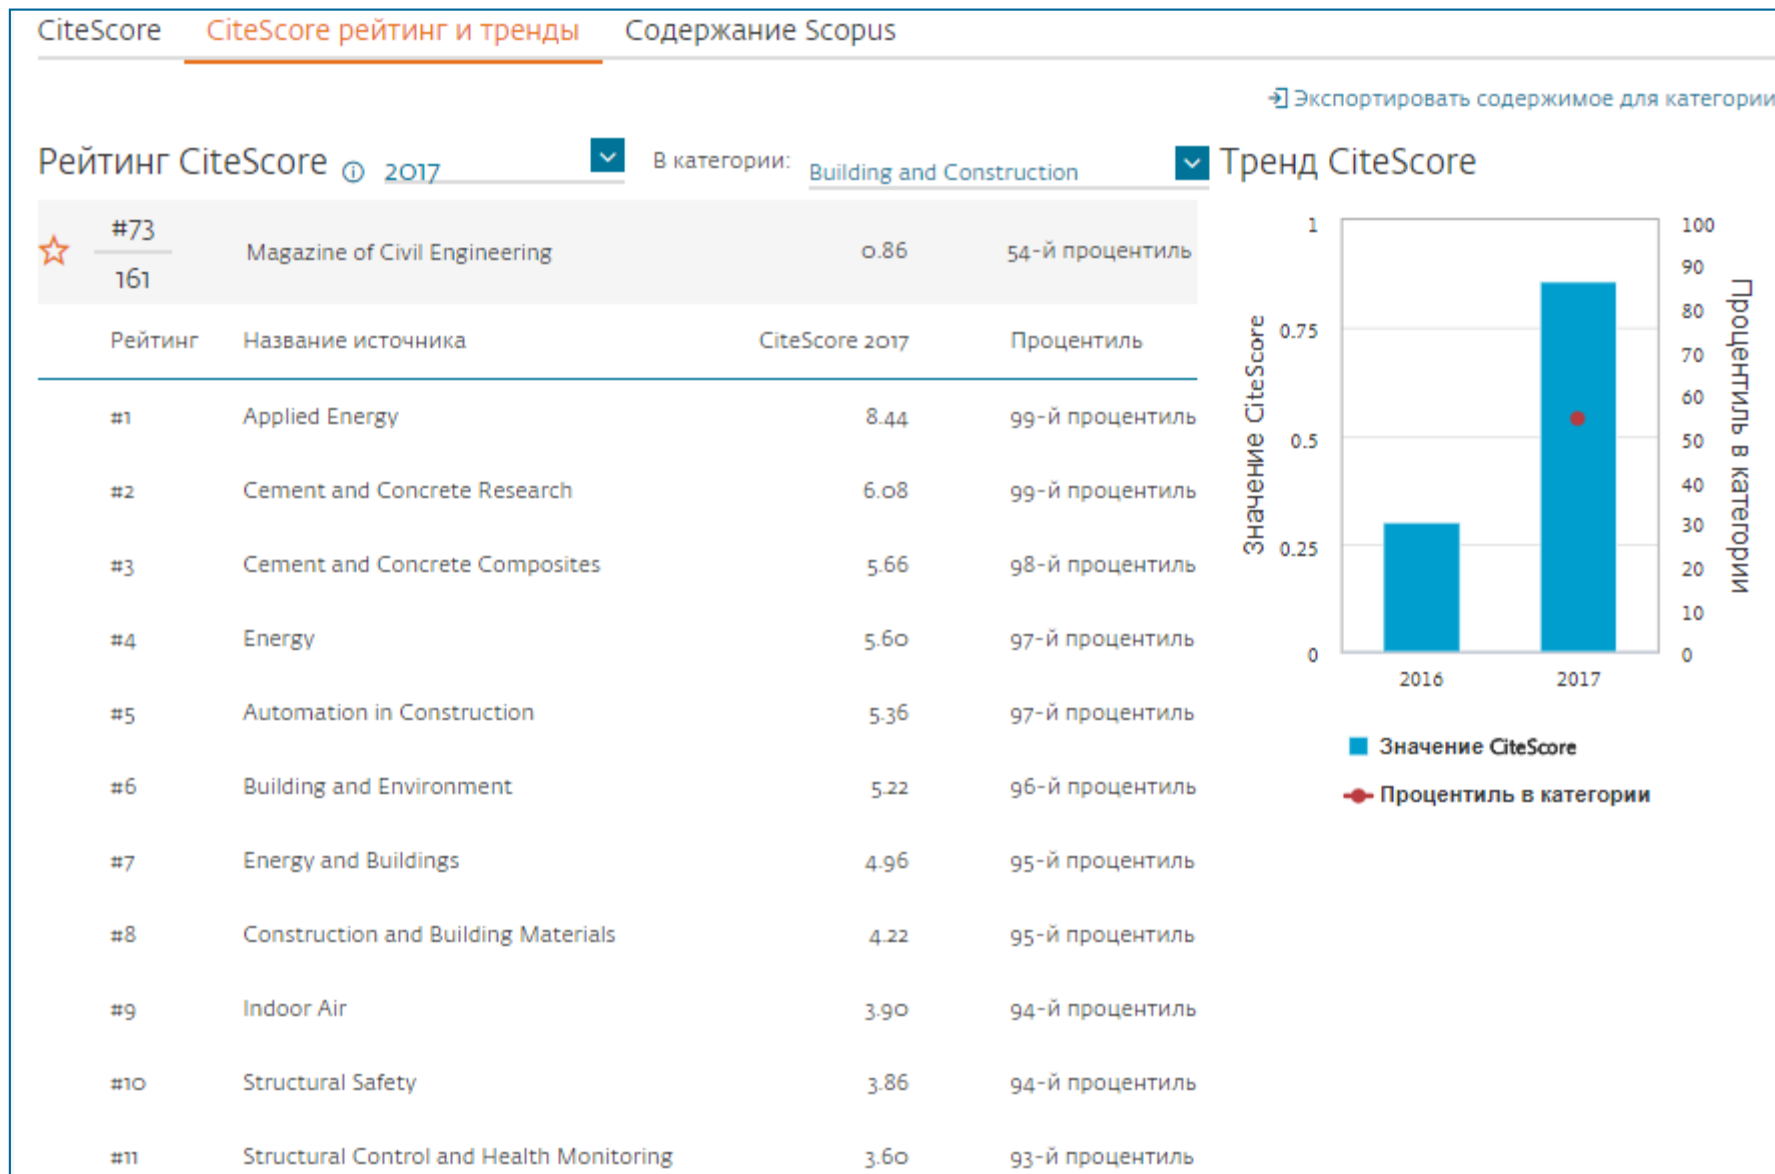 CiteScore CiteScore рейтинг и тренды Содержание Scopus
Экспортировать содержимое для категории
Рейтинг CiteScore 2017 В категории: Building and Construction
#73
161
Magazine of Civil Engineering 0.86 54-й процентиль
Рейтинг Название источника CiteScore 2017 Процентиль
#1 Applied Energy 8.44 99-й процентиль
#2 Cement and Concrete Research 6.08 99-й процентиль
#3 Cement and Concrete Composites 5.66 98-й процентиль
#4 Energy 5.60 97-й процентиль
#5 Automation in Construction 5.36 97-й процентиль
#6 Building and Environment 5.22 96-й процентиль
#7 Energy and Buildings 4.96 95-й процентиль
#8 Construction and Building Materials 4.22 95-й процентиль
#9 Indoor Air 3.90 94-й процентиль
#10 Structural Safety 3.86 94-й процентиль
#11 Structural Control and Health Monitoring 3.60 93-й процентиль
Тренд CiteScore
Значение CiteScore
1
0.75
0.5
0.25
0
100
90
80
70
60
50
40
30
20
10
0
Процентиль в категории
2016 2017
Значение CiteScore
Процентиль в категории